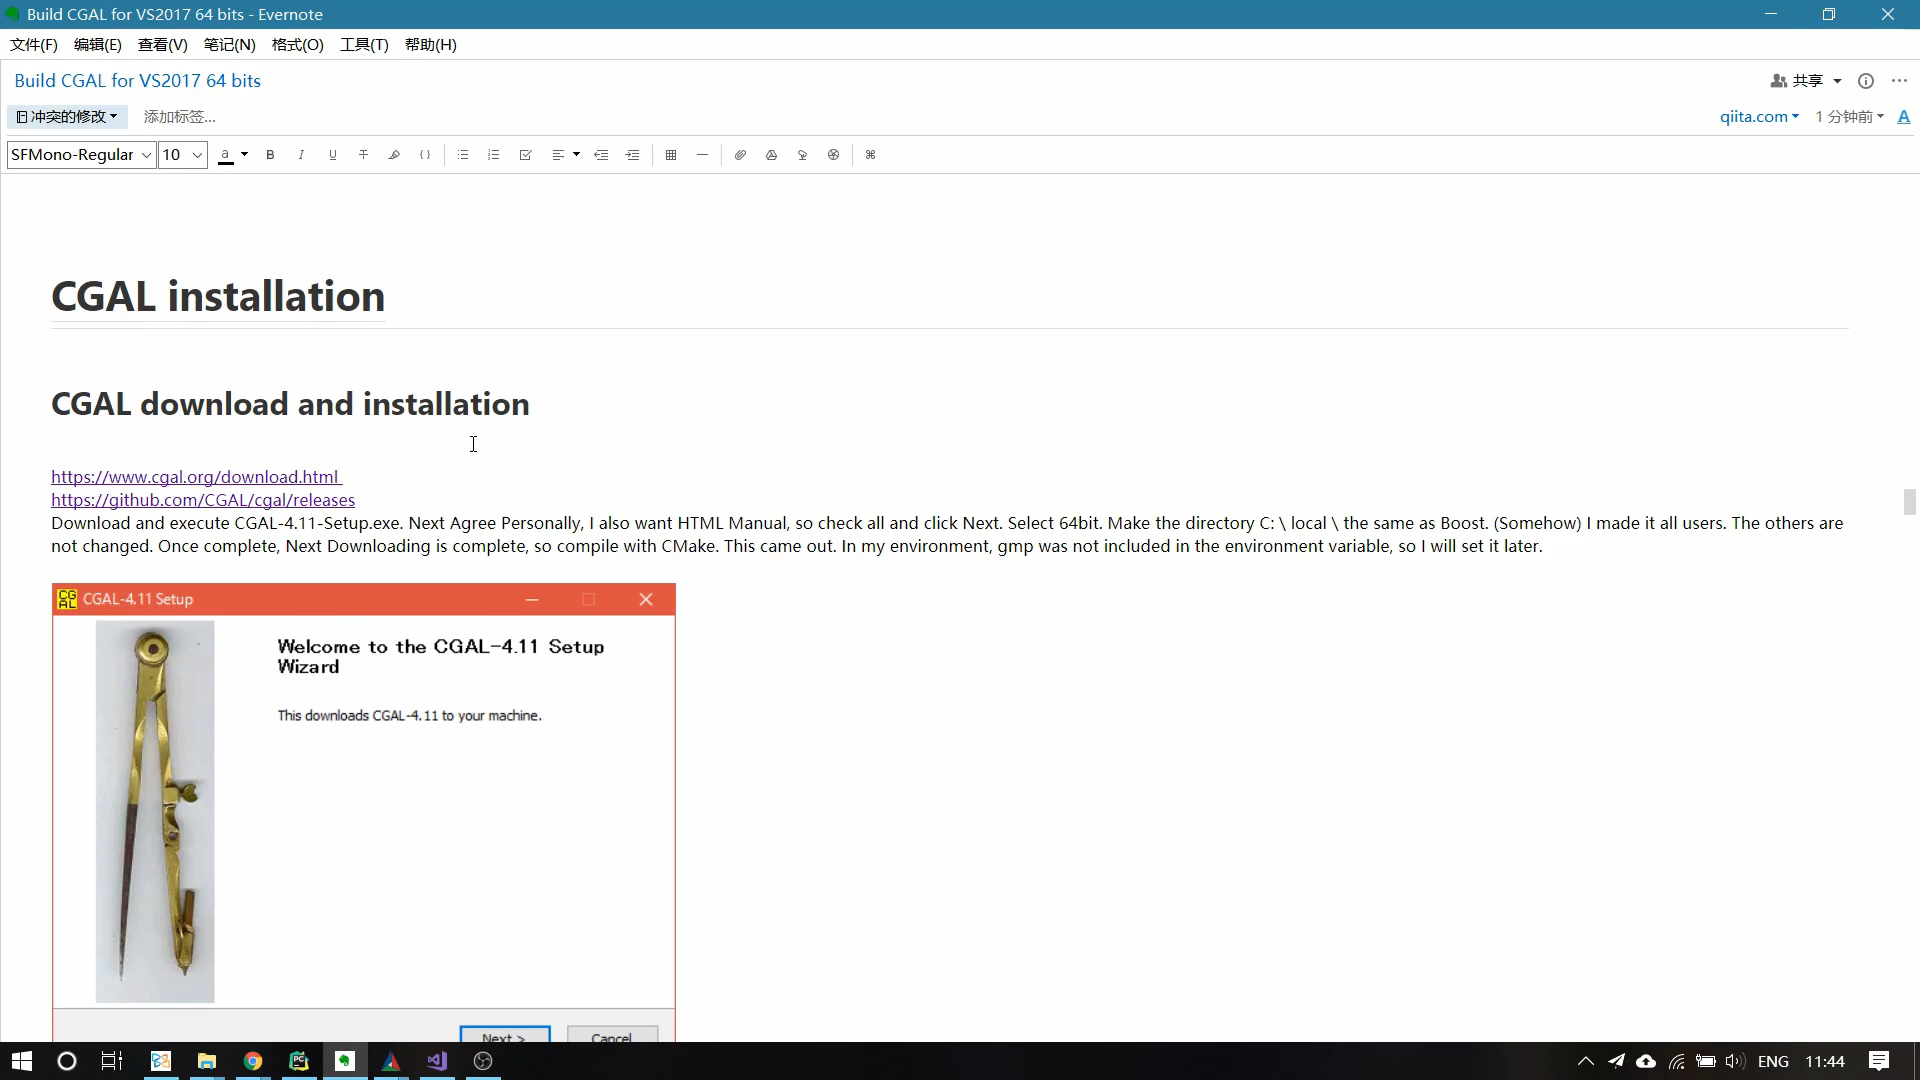 Build CGAL for VS2017 64 bits - Evernote
文件(F) 编辑(E) 查看(V) 笔记(N) 格式(O) 工具(T) 帮助(H)
Build CGAL for VS2017 64 bits
共享
冲突的修改 添加标签...
qiita.com 1 分钟前 A
SFMono-Regular 10 a B I U T { }
CGAL installation
CGAL download and installation
https://www.cgal.org/download.html
https://github.com/CGAL/cgal/releases
Download and execute CGAL-4.11-Setup.exe. Next Agree Personally, I also want HTML Manual, so check all and click Next. Select 64bit. Make the directory C: \ local \ the same as Boost. (Somehow) I made it all users. The others are
not changed. Once complete, Next Downloading is complete, so compile with CMake. This came out. In my environment, gmp was not included in the environment variable, so I will set it later.
CG AL CGAL-4.11 Setup
Welcome to the CGAL-4.11 Setup
Wizard
This downloads CGAL-4.11 to your machine.
Next > Cancel
PC
ENG 11:44